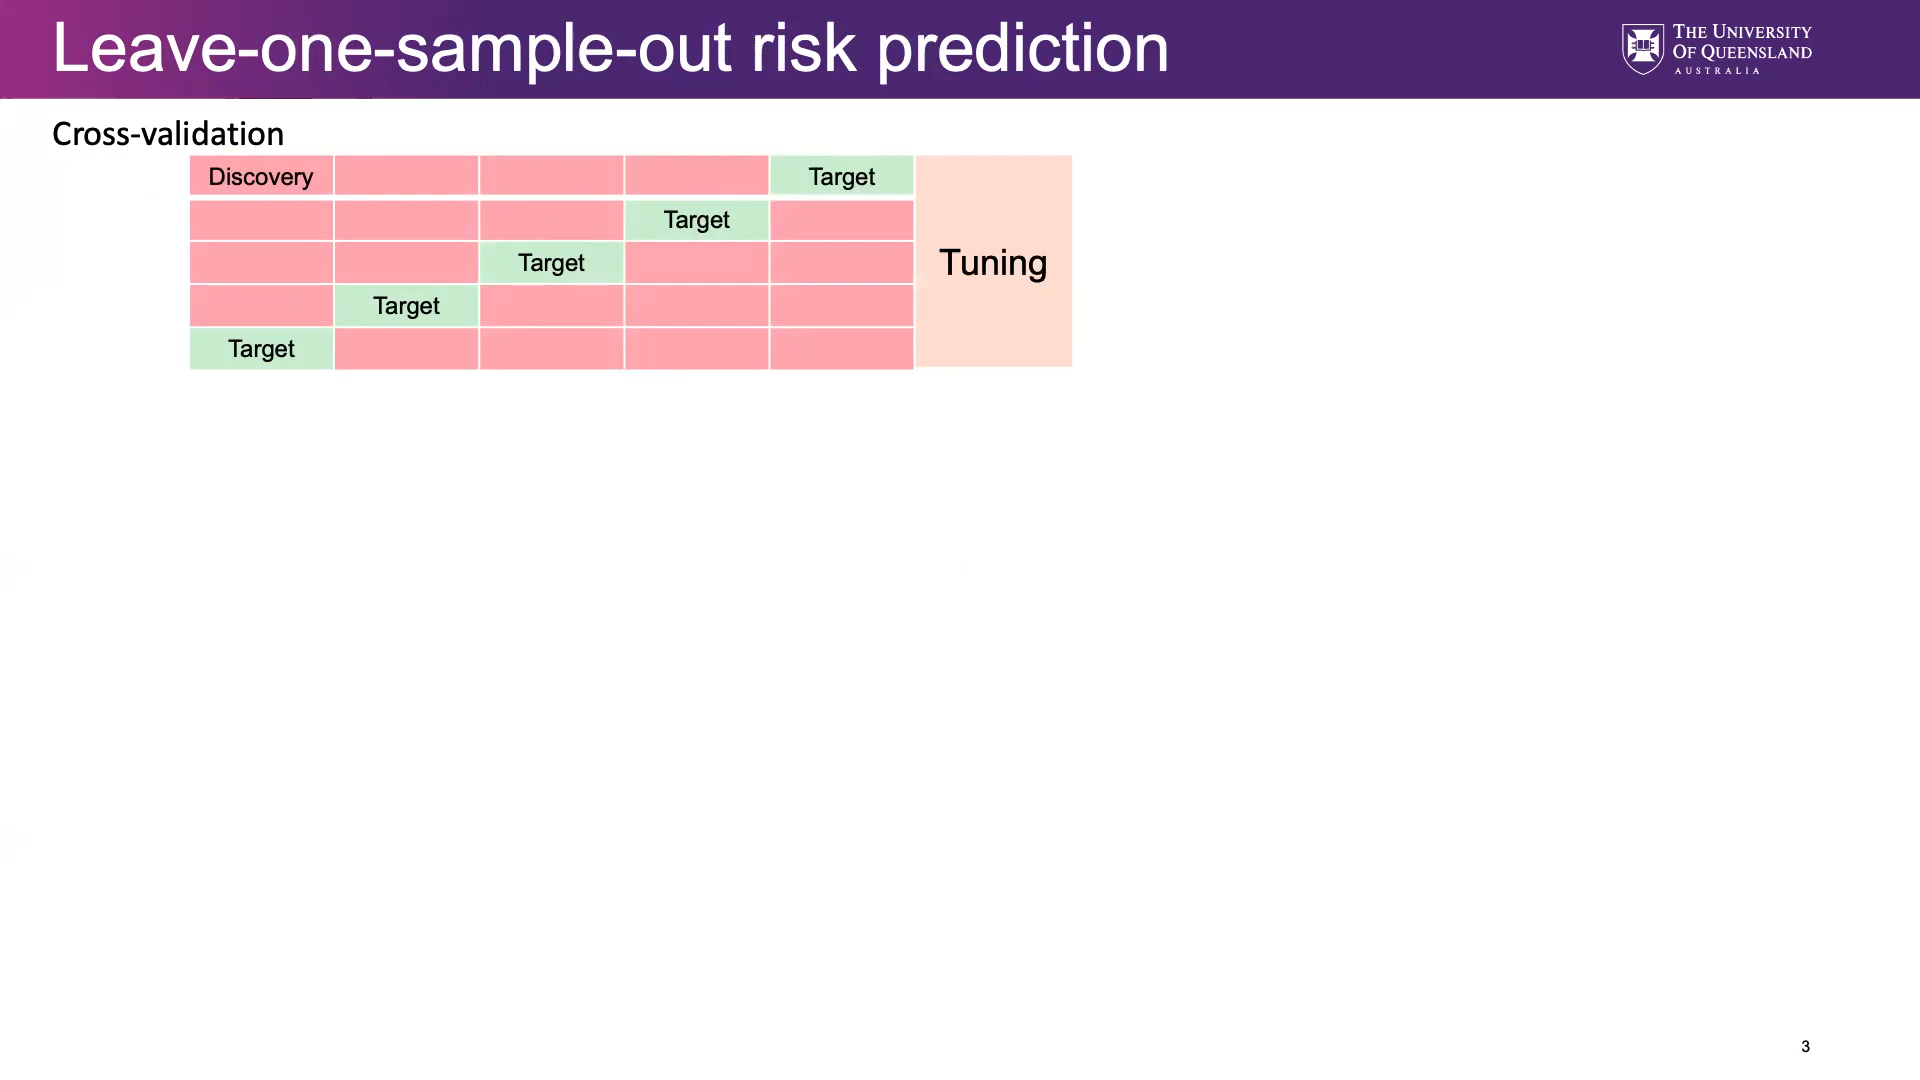 Leave-one-sample-out risk prediction
THE UNIVERSITY
OF QUEENSLAND
AUSTRALIA
Cross-validation
Discovery
Target
Target
Target
Target
Target
Tuning
3